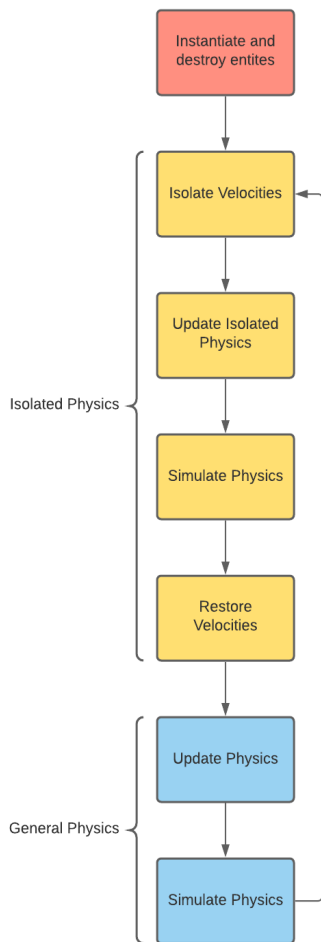 Instantiate and
destroy entites
Isolate Velocities
Update Isolated
Physics
Isolated Physics
Simulate Physics
Restore
Velocities
Update Physics
General Physics
Simulate Physics